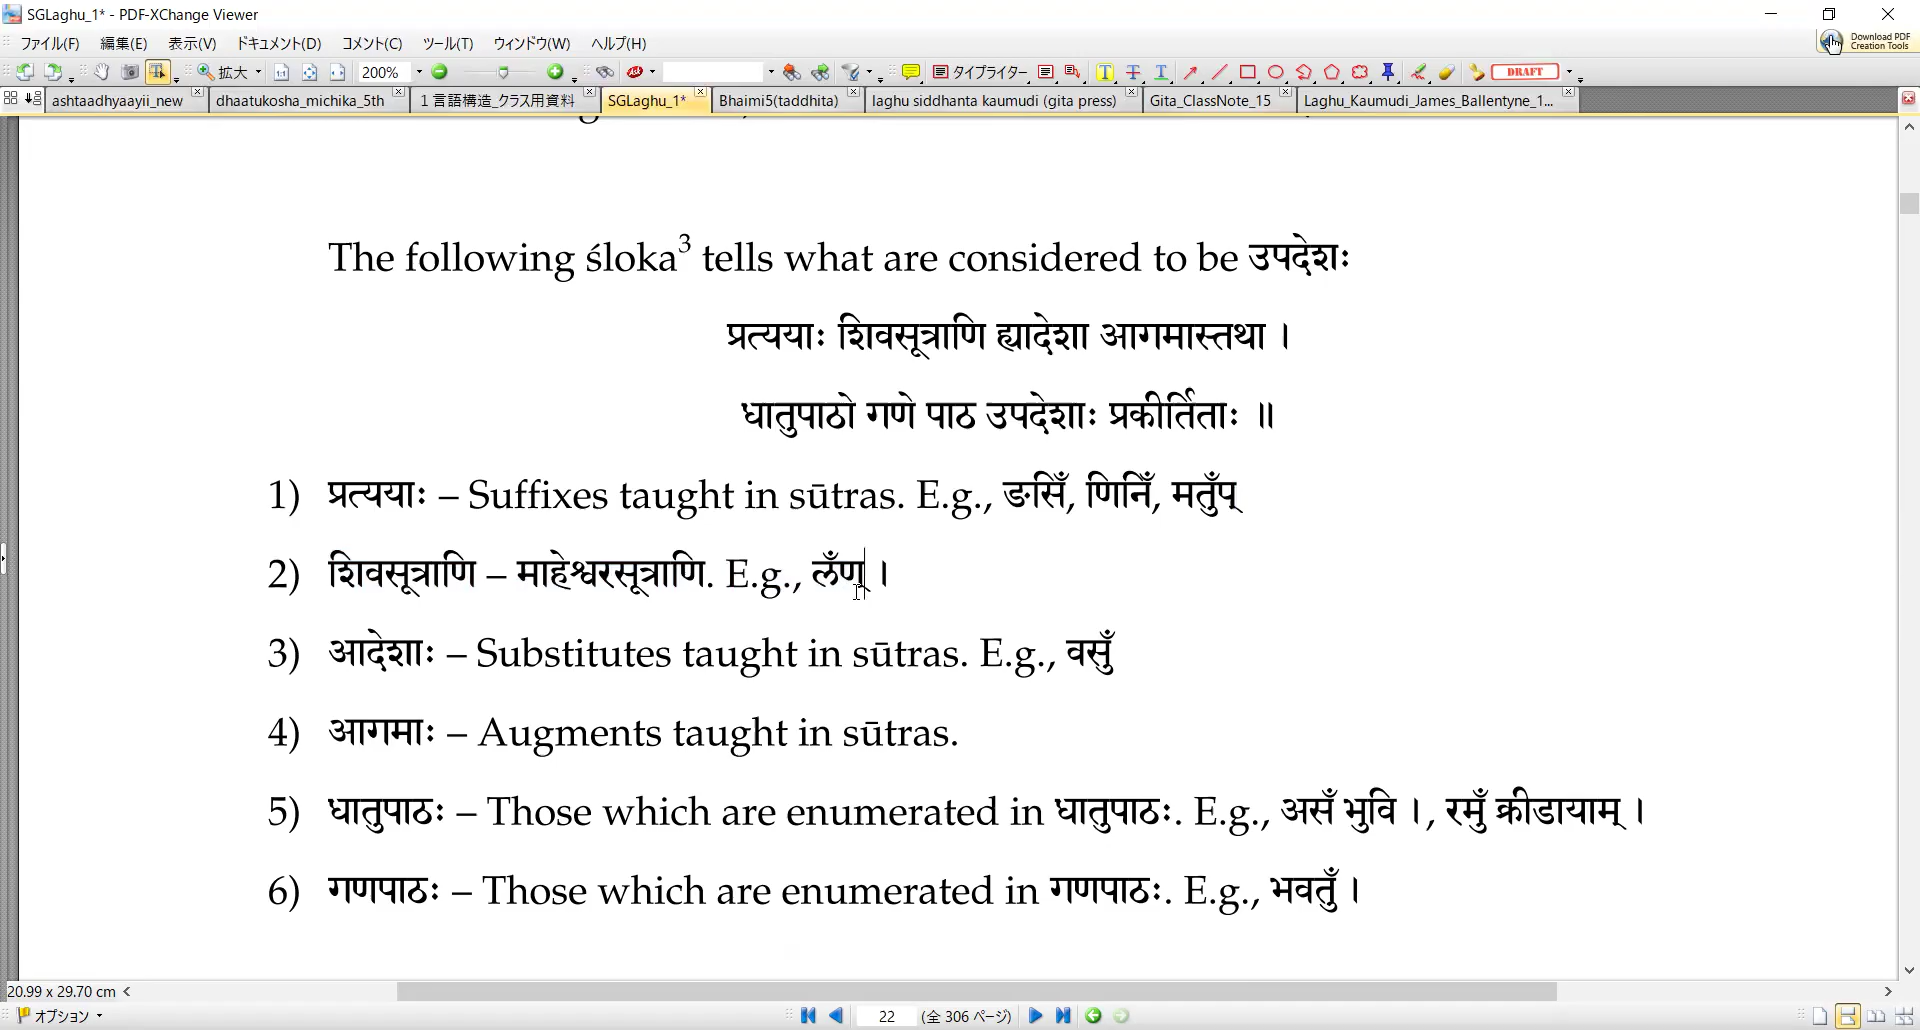 SGLaghu_1* - PDF-XChange Viewer
ファイル(F) 編集(E) 表示(V) ドキュメント(D) コメント(C) ツール(T) ウィンドウ(W) ヘルプ(H)
Download PDF Creation Tools
拡大 200% タイプライター DRAFT
ashtaadhyaayii_new dhaatukosha_michika_5th 1 言語構造_クラス用資料 SGLaghu_1* Bhaimi5(taddhita) laghu siddhanta kaumudi (gita press) Gita_ClassNote_15 Laghu_Kaumudi_James_Ballentyne_1...
The following śloka3 tells what are considered to be उपदेशः
प्रत्ययाः शिवसूत्राणि ह्यादेशा आगमास्तथा ।
धातुपाठो गणे पाठ उपदेशाः प्रकीर्तिताः ॥
1) प्रत्ययाः – Suffixes taught in sūtras. E.g., ङसिँ, णिनिँ, मतुँप्
2) शिवसूत्राणि – माहेश्वरसूत्राणि. E.g., लँण् ।
3) आदेशाः – Substitutes taught in sūtras. E.g., वसुँ
4) आगमाः – Augments taught in sūtras.
5) धातुपाठः – Those which are enumerated in धातुपाठः. E.g., असँ भुवि ।, रमुँ क्रीडायाम् ।
6) गणपाठः – Those which are enumerated in गणपाठः. E.g., भवतुँ ।
20.99 x 29.70 cm
オプション 22 (全 306 ページ)